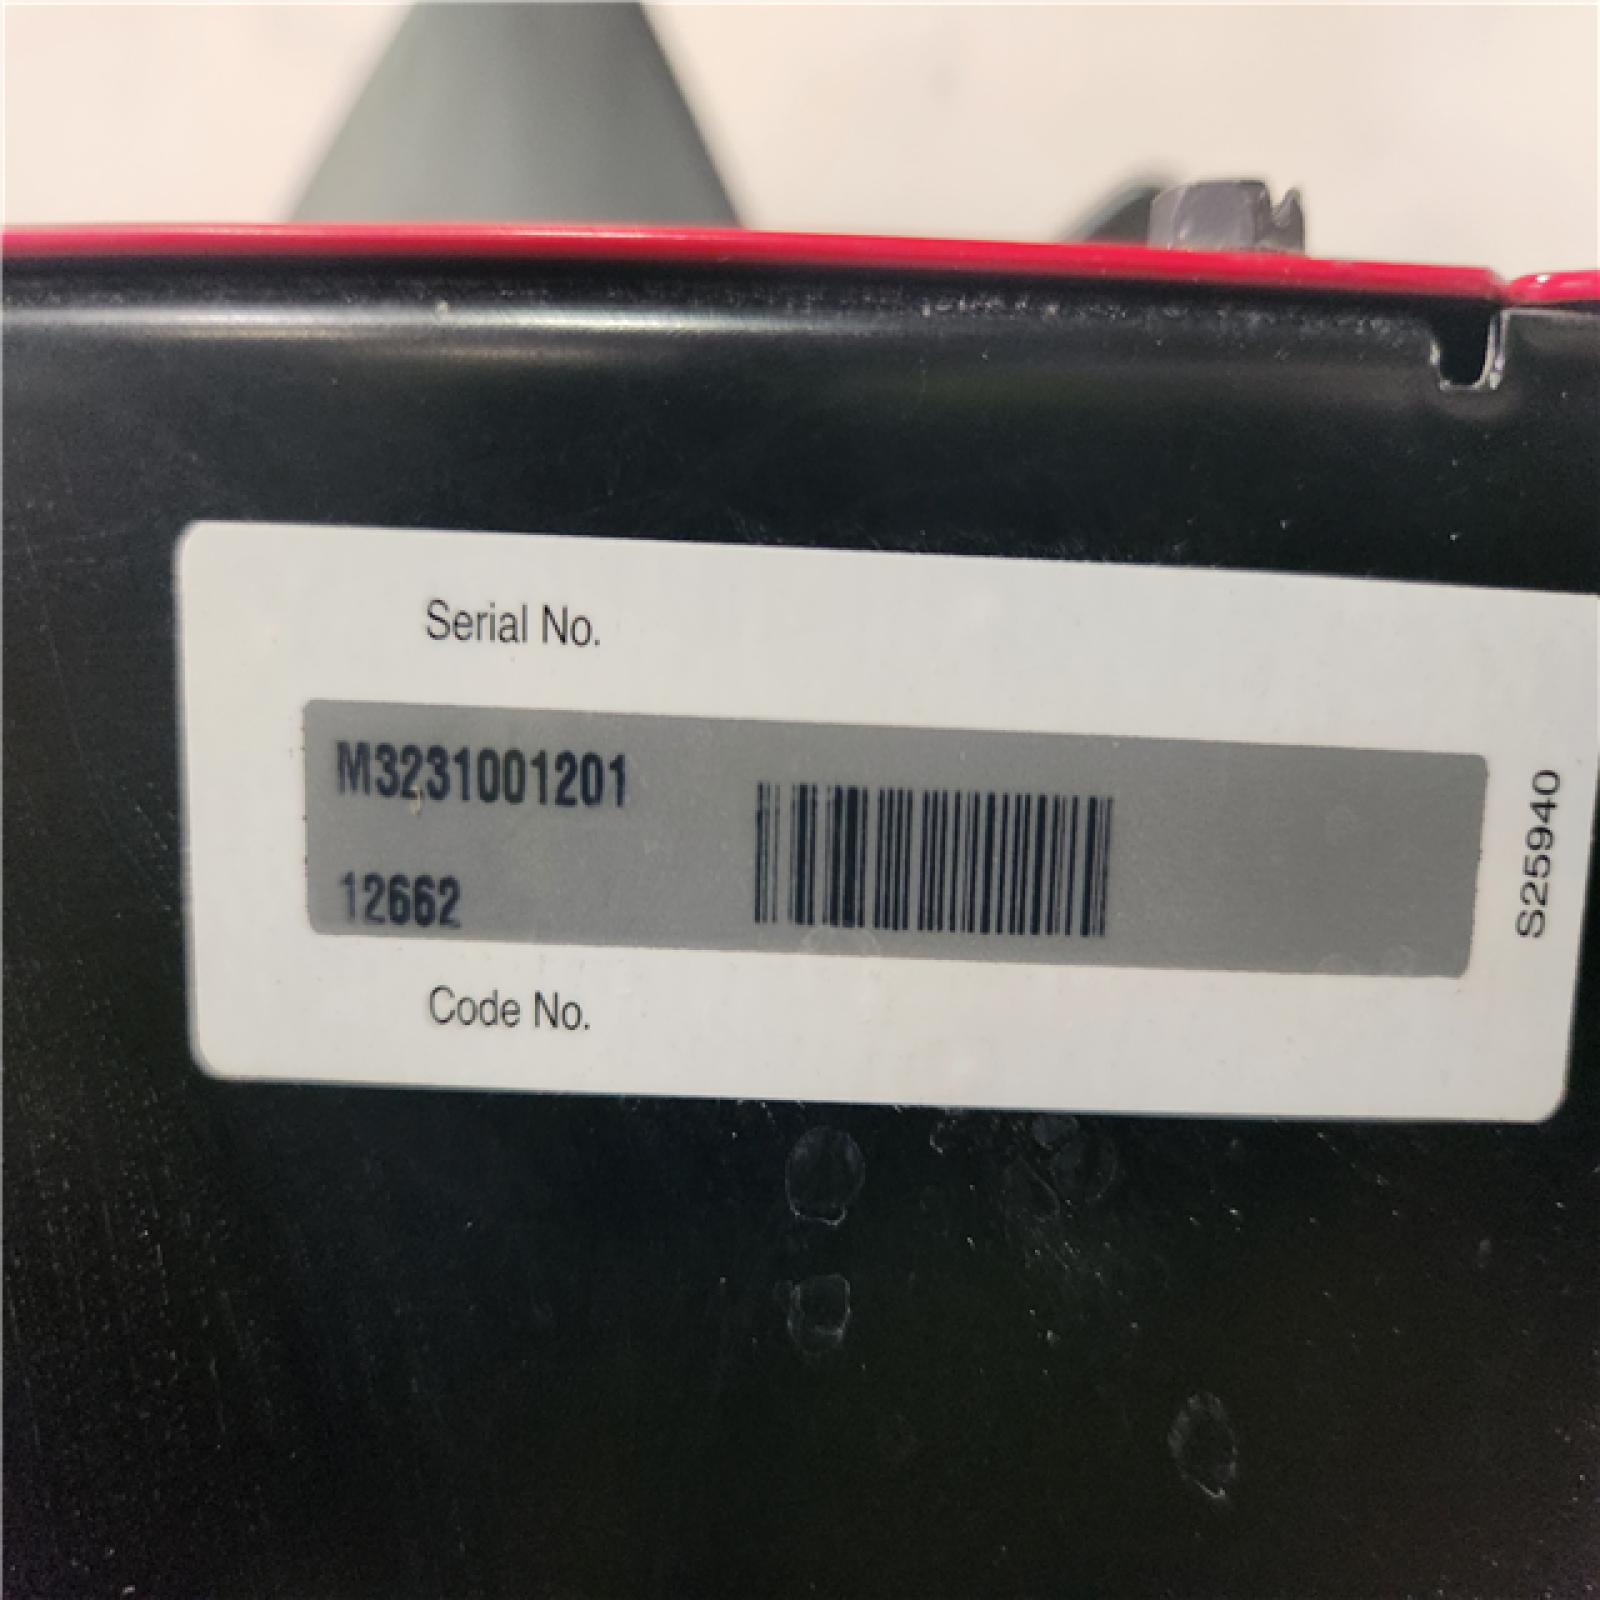 Serial No.
M3231001201
12662
Code No.
S25940